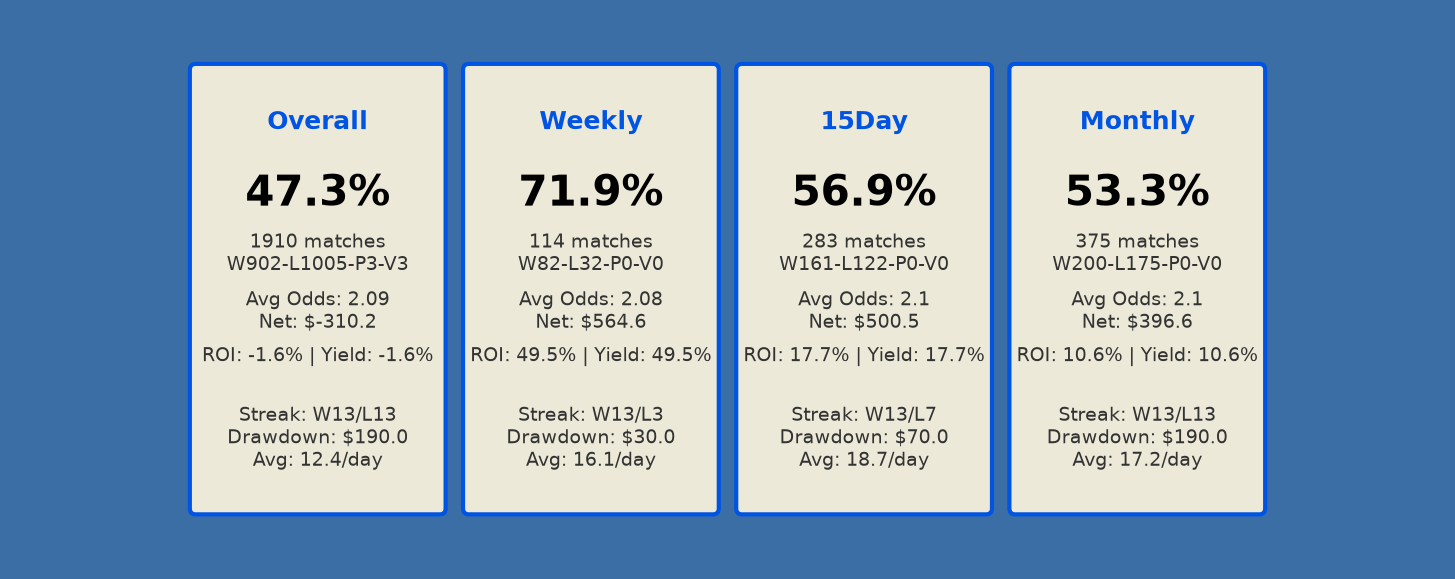 Overall
47.3%
1910 matches
W902-L1005-P3-V3
Avg Odds: 2.09
Net: $-310.2
ROI: -1.6% | Yield: -1.6%
Streak: W13/L13
Drawdown: $190.0
Avg: 12.4/day
Weekly
71.9%
114 matches
W82-L32-P0-V0
Avg Odds: 2.08
Net: $564.6
ROI: 49.5% | Yield: 49.5%
Streak: W13/L3
Drawdown: $30.0
Avg: 16.1/day
15Day
56.9%
283 matches
W161-L122-P0-V0
Avg Odds: 2.1
Net: $500.5
ROI: 17.7% | Yield: 17.7%
Streak: W13/L7
Drawdown: $70.0
Avg: 18.7/day
Monthly
53.3%
375 matches
W200-L175-P0-V0
Avg Odds: 2.1
Net: $396.6
ROI: 10.6% | Yield: 10.6%
Streak: W13/L13
Drawdown: $190.0
Avg: 17.2/day